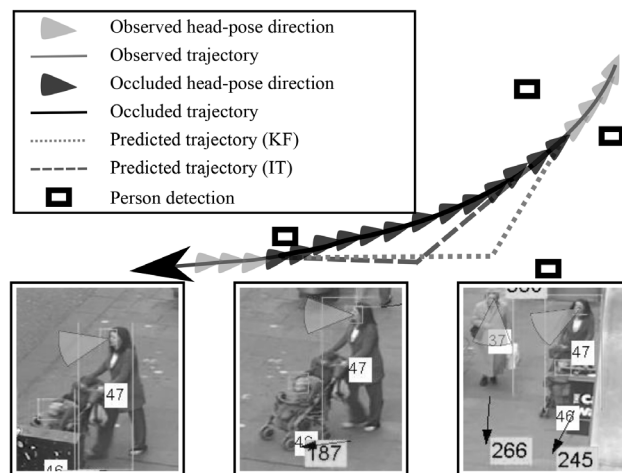 Observed head-pose direction
Observed trajectory
Occluded head-pose direction
Occluded trajectory
Predicted trajectory (KF)
Predicted trajectory (IT)
Person detection
47
46
47
187
37
47
46
266
245